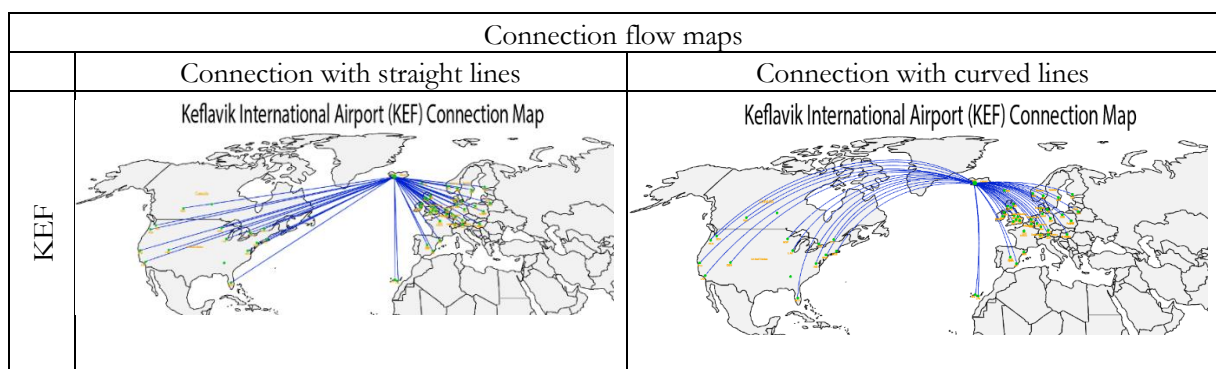 Connection flow maps
Connection with straight lines
Connection with curved lines
KEF
Keflavik International Airport (KEF) Connection Map
Keflavik International Airport (KEF) Connection Map